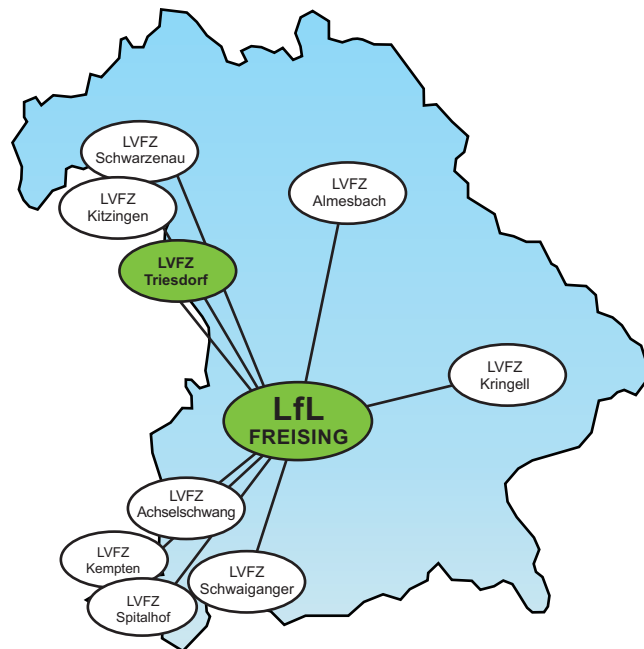 LVFZ
Schwarzenau
LVFZ
Kitzingen
LVFZ
Almesbach
LVFZ
Triesdorf
LVFZ
Kringell
LfL
FREISING
LVFZ
Achselschwang
LVFZ
Kempten
LVFZ
Schwaiganger
LVFZ
Spitalhof